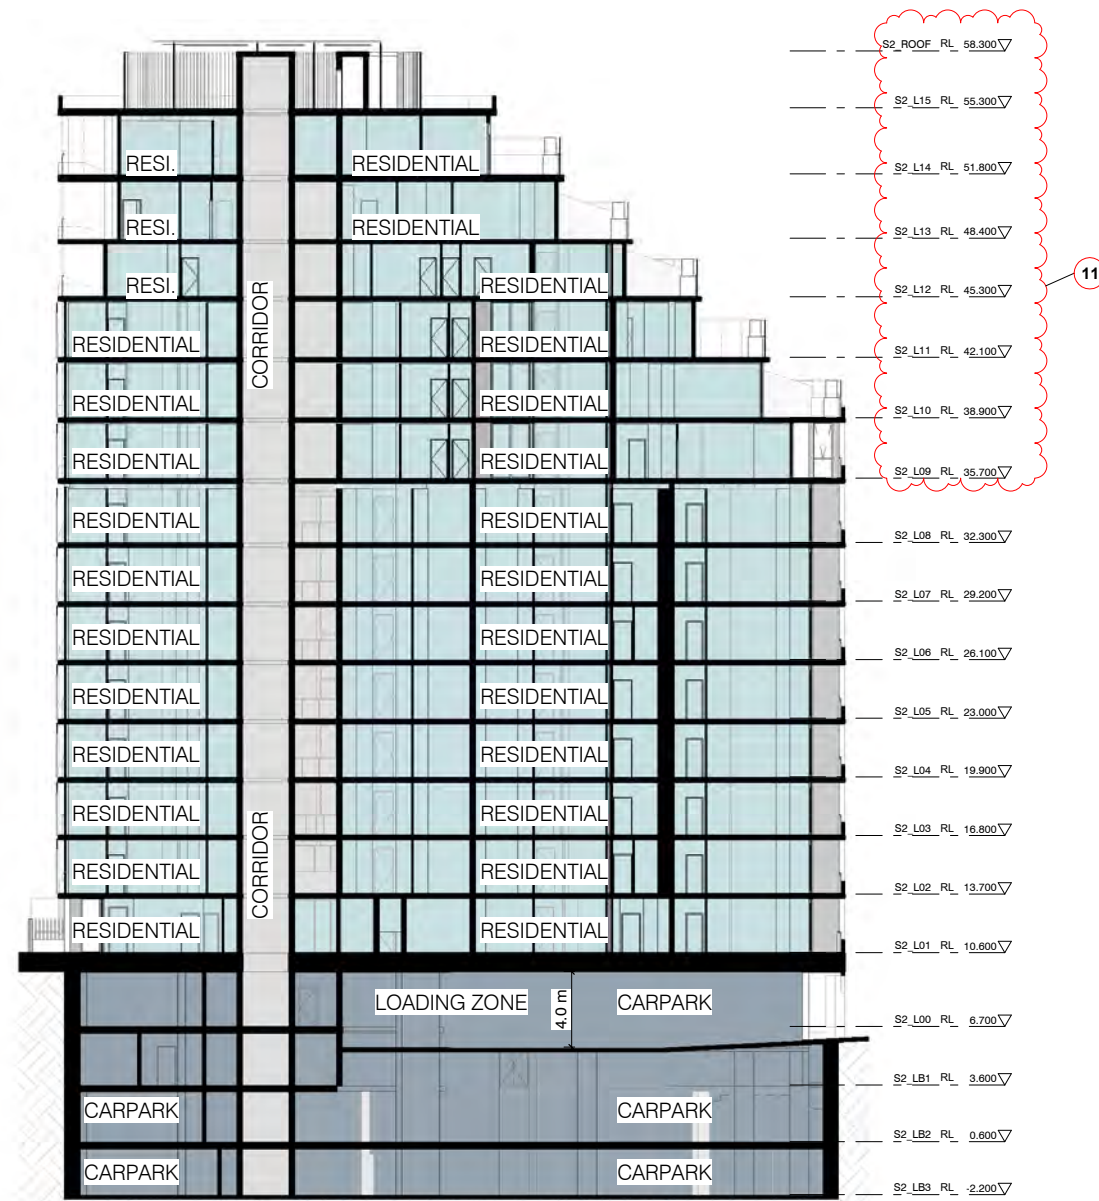 S2_ROOF RL 58.300
S2_L15 RL 55.300
RESI. RESIDENTIAL S2_L14 RL 51.800
RESI. RESIDENTIAL S2_L13 RL 48.400
11
RESI. RESIDENTIAL S2_L12 RL 45.300
CORRIDOR
RESIDENTIAL RESIDENTIAL S2_L11 RL 42.100
RESIDENTIAL RESIDENTIAL S2_L10 RL 38.900
RESIDENTIAL RESIDENTIAL S2_L09 RL 35.700
RESIDENTIAL RESIDENTIAL S2_L08 RL 32.300
RESIDENTIAL RESIDENTIAL S2_L07 RL 29.200
RESIDENTIAL RESIDENTIAL S2_L06 RL 26.100
RESIDENTIAL RESIDENTIAL S2_L05 RL 23.000
RESIDENTIAL RESIDENTIAL S2_L04 RL 19.900
RESIDENTIAL RESIDENTIAL S2_L03 RL 16.800
CORRIDOR
RESIDENTIAL RESIDENTIAL S2_L02 RL 13.700
RESIDENTIAL RESIDENTIAL S2_L01 RL 10.600
LOADING ZONE 4.0 m CARPARK S2_L00 RL 6.700
S2_LB1 RL 3.600
CARPARK CARPARK S2_LB2 RL 0.600
CARPARK CARPARK S2_LB3 RL -2.200